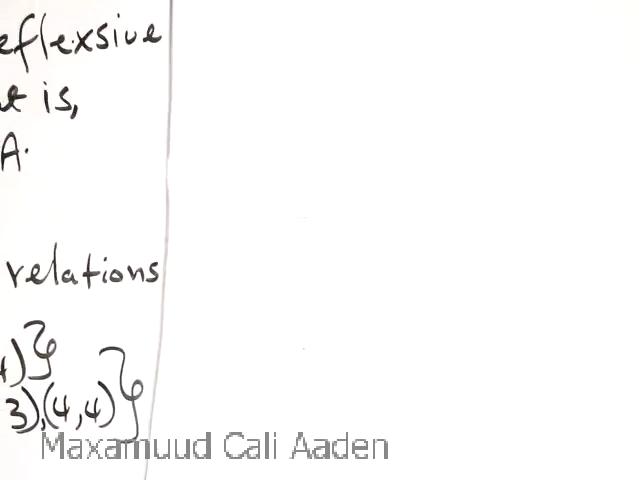 eflexsive
t is,
A.
relations
4)}
3),(4,4)}
Maxamuud Cali Aaden